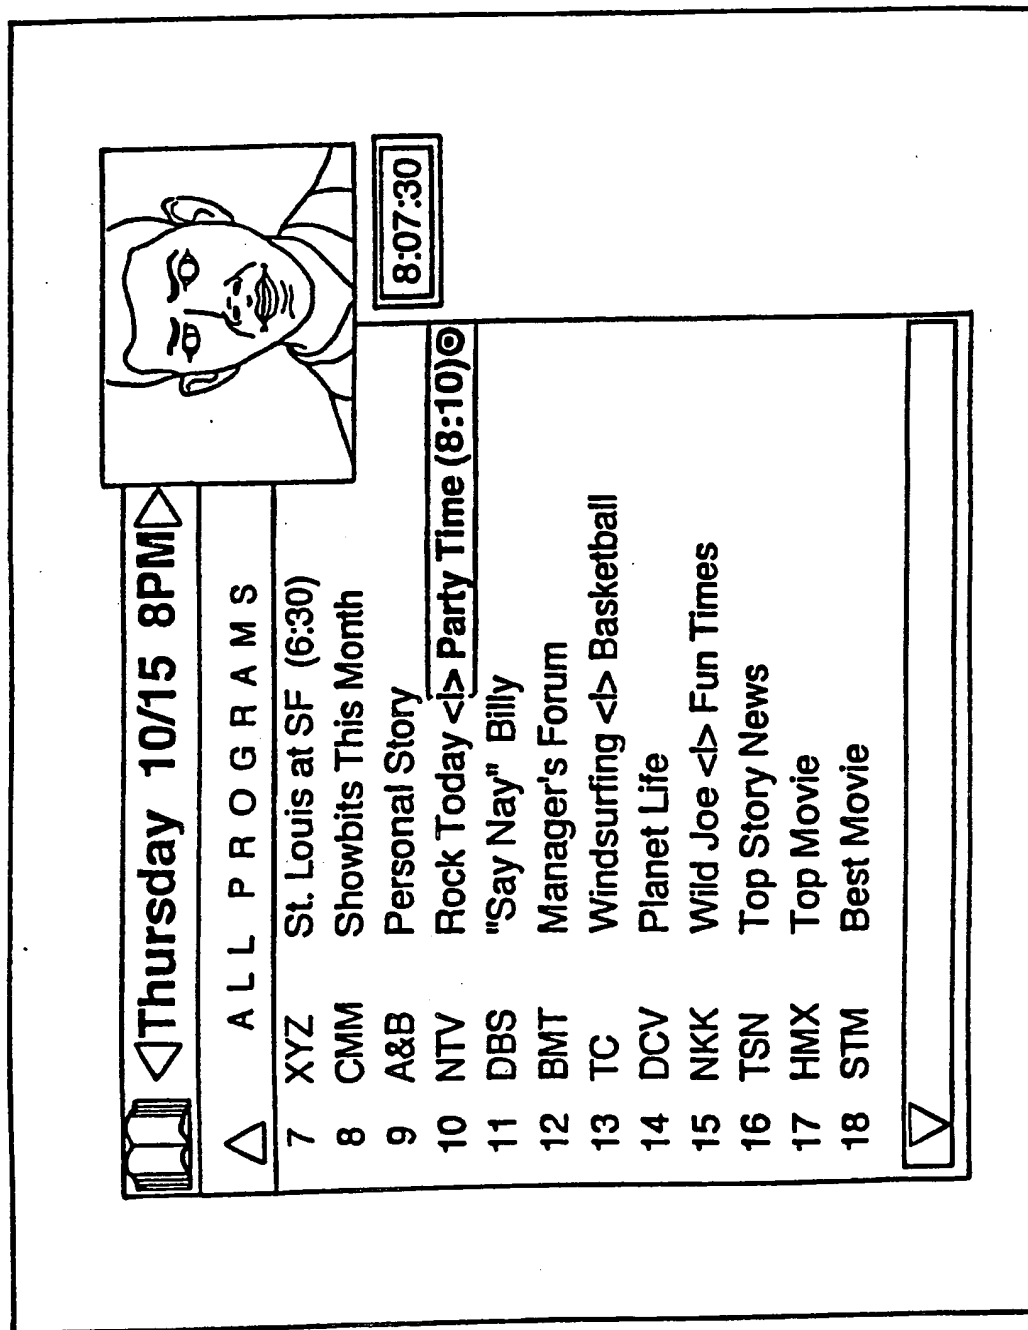 Thursday 10/15 8PM
ALL PROGRAMS
8:07:30
7 XYZ St. Louis at SF (6:30)
8 CMM Showbits This Month
9 A&B Personal Story
10 NTV Rock Today <I> Party Time (8:10)
11 DBS "Say Nay" Billy
12 BMT Manager's Forum
13 TC Windsurfing <I> Basketball
14 DCV Planet Life
15 NKK Wild Joe <I> Fun Times
16 TSN Top Story News
17 HMX Top Movie
18 STM Best Movie